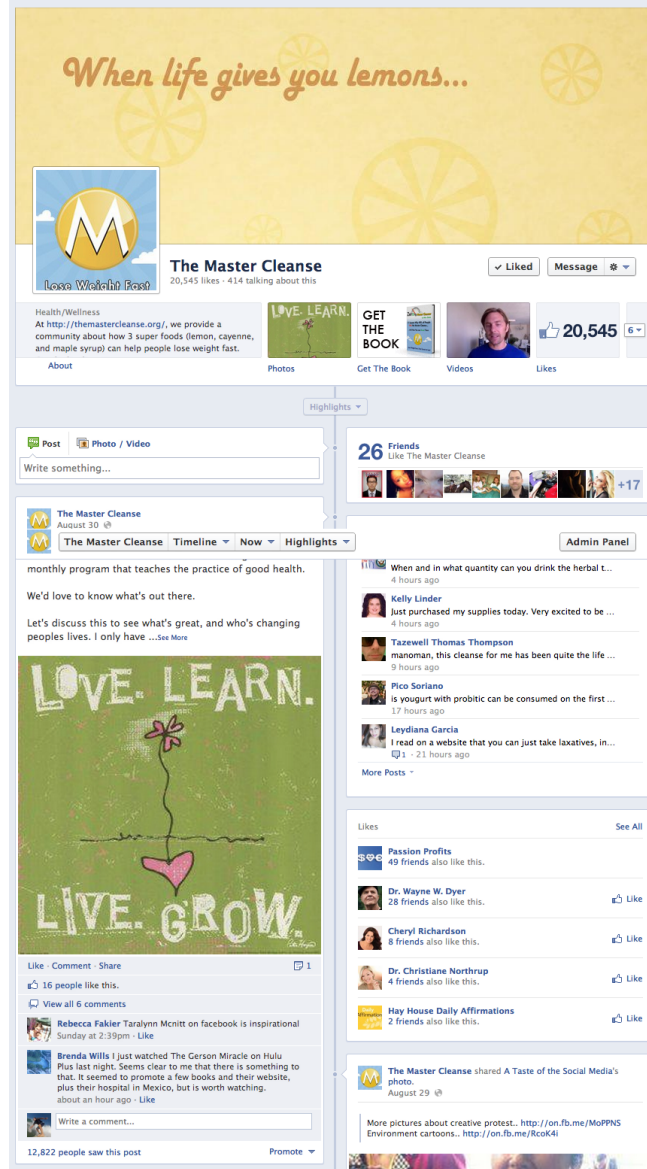 When life gives you lemons...
M
Lose Weight Fast
The Master Cleanse
20,545 likes · 414 talking about this
Liked
Message
Health/Wellness
At http://themastercleanse.org/, we provide a
community about how 3 super foods (lemon, cayenne,
and maple syrup) can help people lose weight fast.
About
LOVE. LEARN.
Photos
GET
THE
BOOK
Get The Book
Videos
20,545
Likes
6
Highlights
Post
Photo / Video
Write something...
26 Friends
Like The Master Cleanse
+17
The Master Cleanse
August 30
The Master Cleanse
Timeline
Now
Highlights
Admin Panel
monthly program that teaches the practice of good health.
We'd love to know what's out there.
Let's discuss this to see what's great, and who's changing
peoples lives. I only have ...See More
LOVE. LEARN.
LIVE. GROW.
Like · Comment · Share
1
16 people like this.
View all 6 comments
Rebecca Fakier Taralynn Mcnitt on facebook is inspirational
Sunday at 2:39pm · Like
Brenda Wills I just watched The Gerson Miracle on Hulu
Plus last night. Seems clear to me that there is something to
that. It seemed to promote a few books and their website,
plus their hospital in Mexico, but is worth watching.
about an hour ago · Like
Write a comment...
12,822 people saw this post
Promote
When and in what quantity can you drink the herbal t...
4 hours ago
Kelly Linder
Just purchased my supplies today. Very excited to be ...
4 hours ago
Tazewell Thomas Thompson
manoman, this cleanse for me has been quite the life ...
9 hours ago
Pico Soriano
is yougurt with probitic can be consumed on the first ...
17 hours ago
Leydiana Garcia
I read on a website that you can just take laxatives, in...
1 · 21 hours ago
More Posts
Likes
See All
Passion Profits
49 friends also like this.
Dr. Wayne W. Dyer
28 friends also like this.
Like
Cheryl Richardson
8 friends also like this.
Like
Dr. Christiane Northrup
4 friends also like this.
Like
Hay House Daily Affirmations
2 friends also like this.
Like
The Master Cleanse shared A Taste of the Social Media's
photo.
August 29
More pictures about creative protest.. http://on.fb.me/MoPPNS
Environment cartoons.. http://on.fb.me/RcoK4i